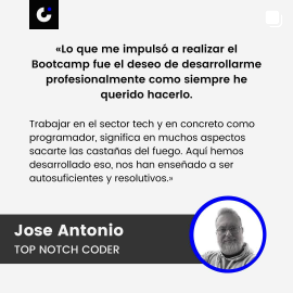 «Lo que me impulsó a realizar el
Bootcamp fue el deseo de desarrollarme
profesionalmente como siempre he
querido hacerlo.
Trabajar en el sector tech y en concreto como
programador, significa en muchos aspectos
sacarte las castañas del fuego. Aquí hemos
desarrollado eso, nos han enseñado a ser
autosuficientes y resolutivos.»
Jose Antonio
TOP NOTCH CODER